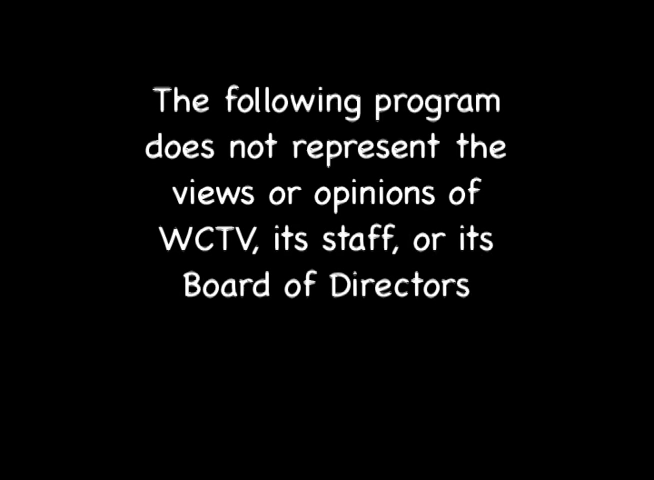 The following program
does not represent the
views or opinions of
WCTV, its staff, or its
Board of Directors